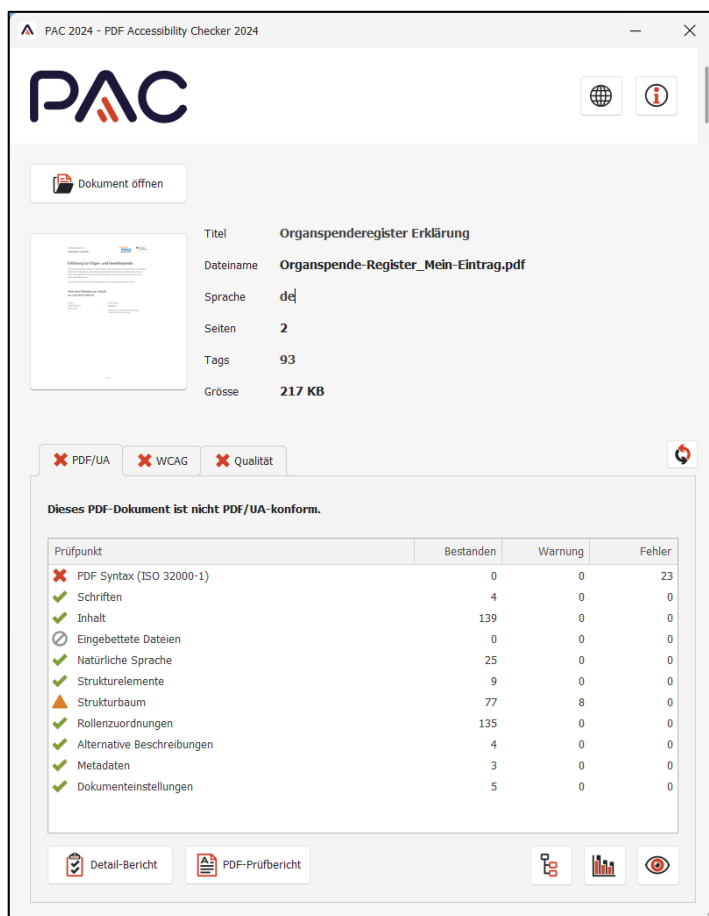 PAC 2024 - PDF Accessibility Checker 2024
PAC
Dokument öffnen
Titel Organspenderegister Erklärung
Dateiname Organspende-Register_Mein-Eintrag.pdf
Sprache de
Seiten 2
Tags 93
Grösse 217 KB
Erklärung zur Organ- und Gewebespende
PDF/UA WCAG Qualität
Dieses PDF-Dokument ist nicht PDF/UA-konform.
Prüfpunkt Bestanden Warnung Fehler
PDF Syntax (ISO 32000-1) 0 0 23
Schriften 4 0 0
Inhalt 139 0 0
Eingebettete Dateien 0 0 0
Natürliche Sprache 25 0 0
Strukturelemente 9 0 0
Strukturbaum 77 8 0
Rollenzuordnungen 135 0 0
Alternative Beschreibungen 4 0 0
Metadaten 3 0 0
Dokumenteinstellungen 5 0 0
Detail-Bericht PDF-Prüfbericht